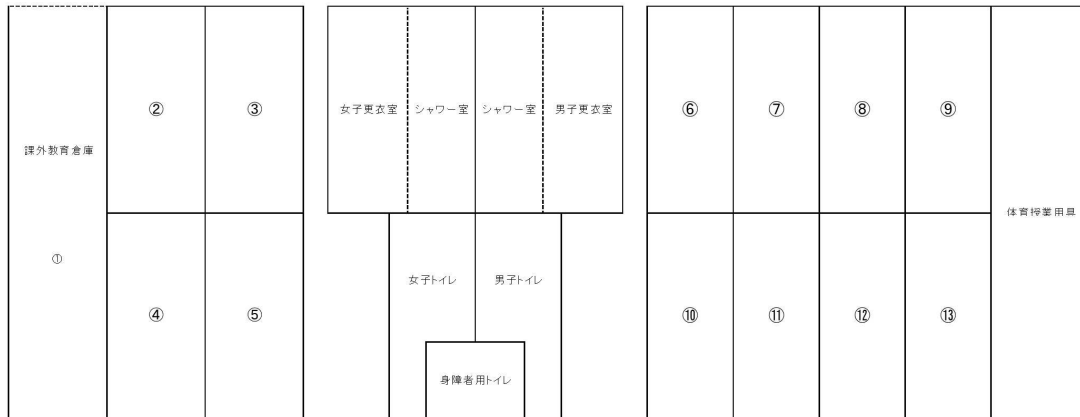 ② ③ 女子更衣室 シャワー室 シャワー室 男子更衣室 ⑥ ⑦ ⑧ ⑨
課外教育倉庫
体育授業用具
①
女子トイレ 男子トイレ
④ ⑤ ⑩ ⑪ ⑫ ⑬
身障者用トイレ